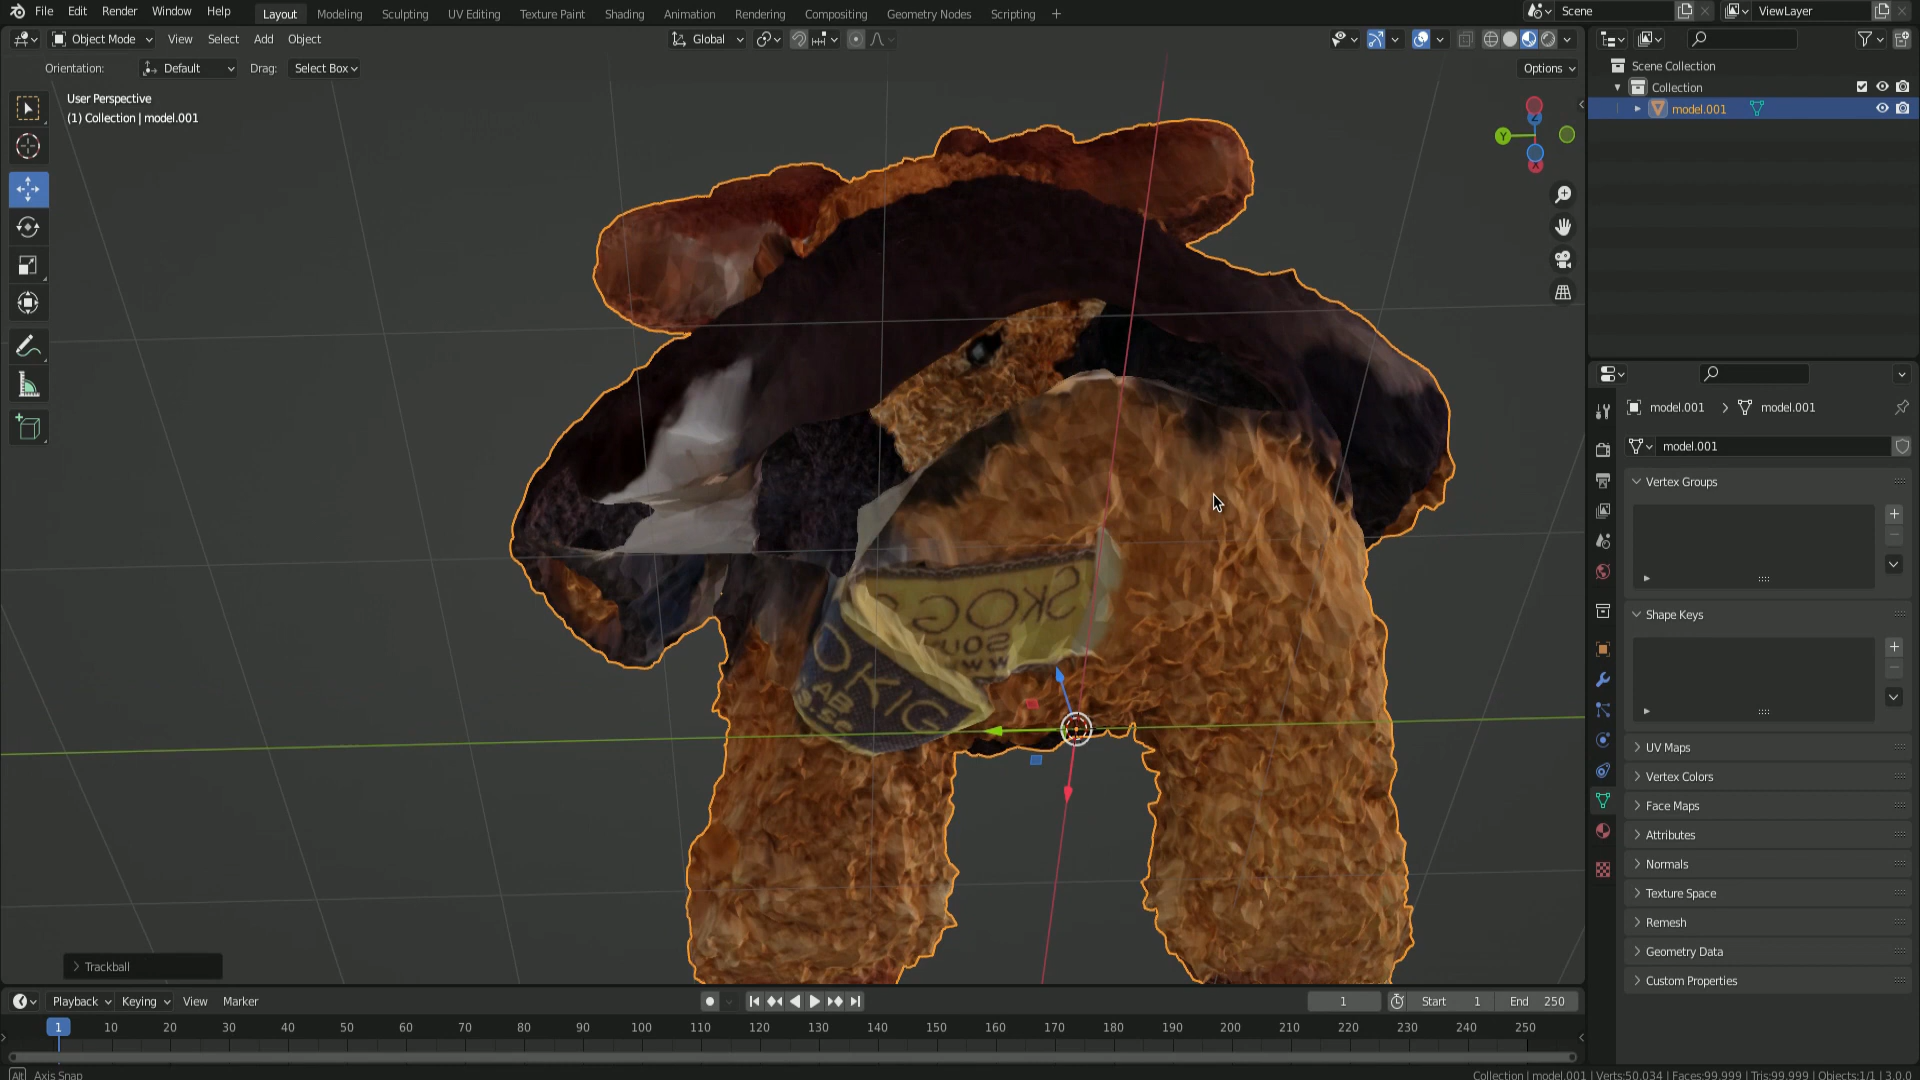 File Edit Render Window Help
Layout Modeling Sculpting UV Editing Texture Paint Shading Animation Rendering Compositing Geometry Nodes Scripting +
Scene
ViewLayer
Object Mode View Select Add Object
Global
Orientation: Default Drag: Select Box
Options
User Perspective
(1) Collection | model.001
Z
Y
X
Scene Collection
Collection
model.001
model.001 model.001
model.001
Vertex Groups
Shape Keys
UV Maps
Vertex Colors
Face Maps
Attributes
Normals
Texture Space
Remesh
Geometry Data
Custom Properties
SKOG
Trackball
Playback Keying View Marker
1 Start 1 End 250
1 10 20 30 40 50 60 70 80 90 100 110 120 130 140 150 160 170 180 190 200 210 220 230 240 250
Alt Axis Snap
Collection | model.001 | Verts:50,034 | Faces:99,999 | Tris:99,999 | Objects:1/1 | 3.0.0